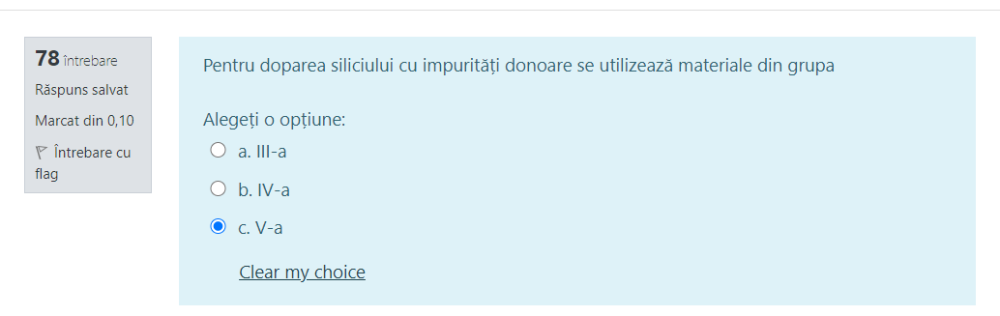 78 întrebare
Răspuns salvat
Marcat din 0,10
Întrebare cu
flag
Pentru doparea siliciului cu impurități donoare se utilizează materiale din grupa
Alegeți o opțiune:
a. III-a
b. IV-a
c. V-a
Clear my choice